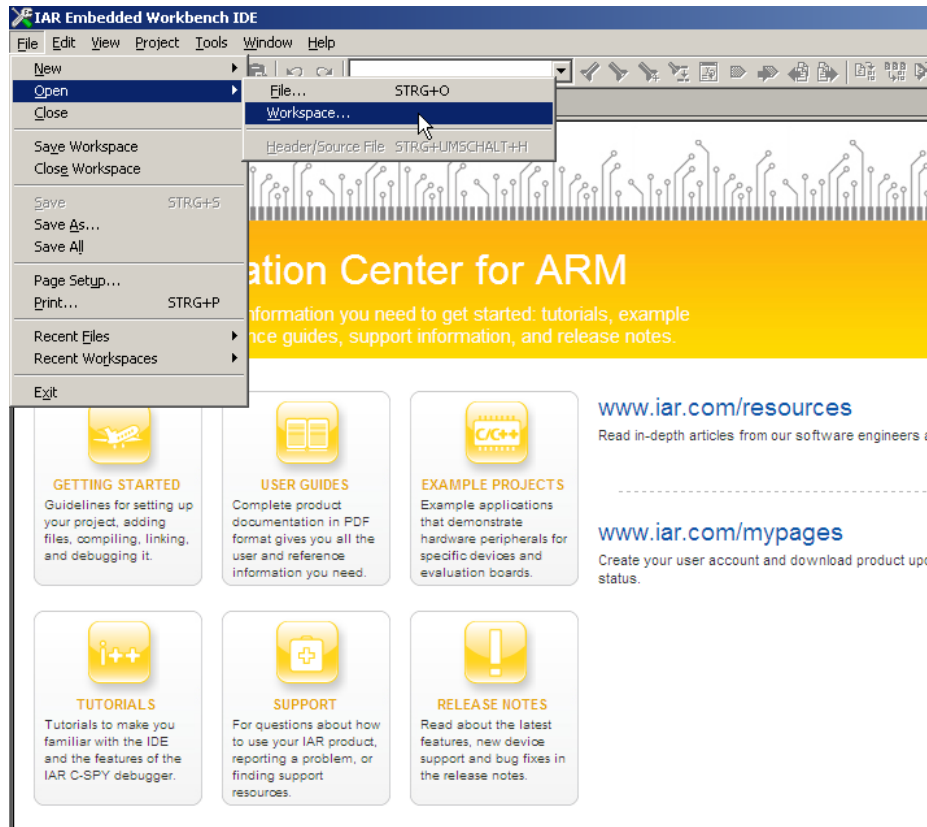 IAR Embedded Workbench IDE
File Edit View Project Tools Window Help
New
Open
Close
Save Workspace
Close Workspace
Save STRG+S
Save As...
Save All
Page Setup...
Print... STRG+P
Recent Files
Recent Workspaces
Exit
File... STRG+O
Workspace...
Header/Source File STRG+UMSCHALT+H
ation Center for ARM
nformation you need to get started: tutorials, example
nce guides, support information, and release notes.
GETTING STARTED
Guidelines for setting up
your project, adding
files, compiling, linking,
and debugging it.
USER GUIDES
Complete product
documentation in PDF
format gives you all the
user and reference
information you need.
C/C++
EXAMPLE PROJECTS
Example applications
that demonstrate
hardware peripherals for
specific devices and
evaluation boards.
www.iar.com/resources
Read in-depth articles from our software engineers a
www.iar.com/mypages
Create your user account and download product upd
status.
i++
TUTORIALS
Tutorials to make you
familiar with the IDE
and the features of the
IAR C-SPY debugger.
SUPPORT
For questions about how
to use your IAR product,
reporting a problem, or
finding support
resources.
RELEASE NOTES
Read about the latest
features, new device
support and bug fixes in
the release notes.